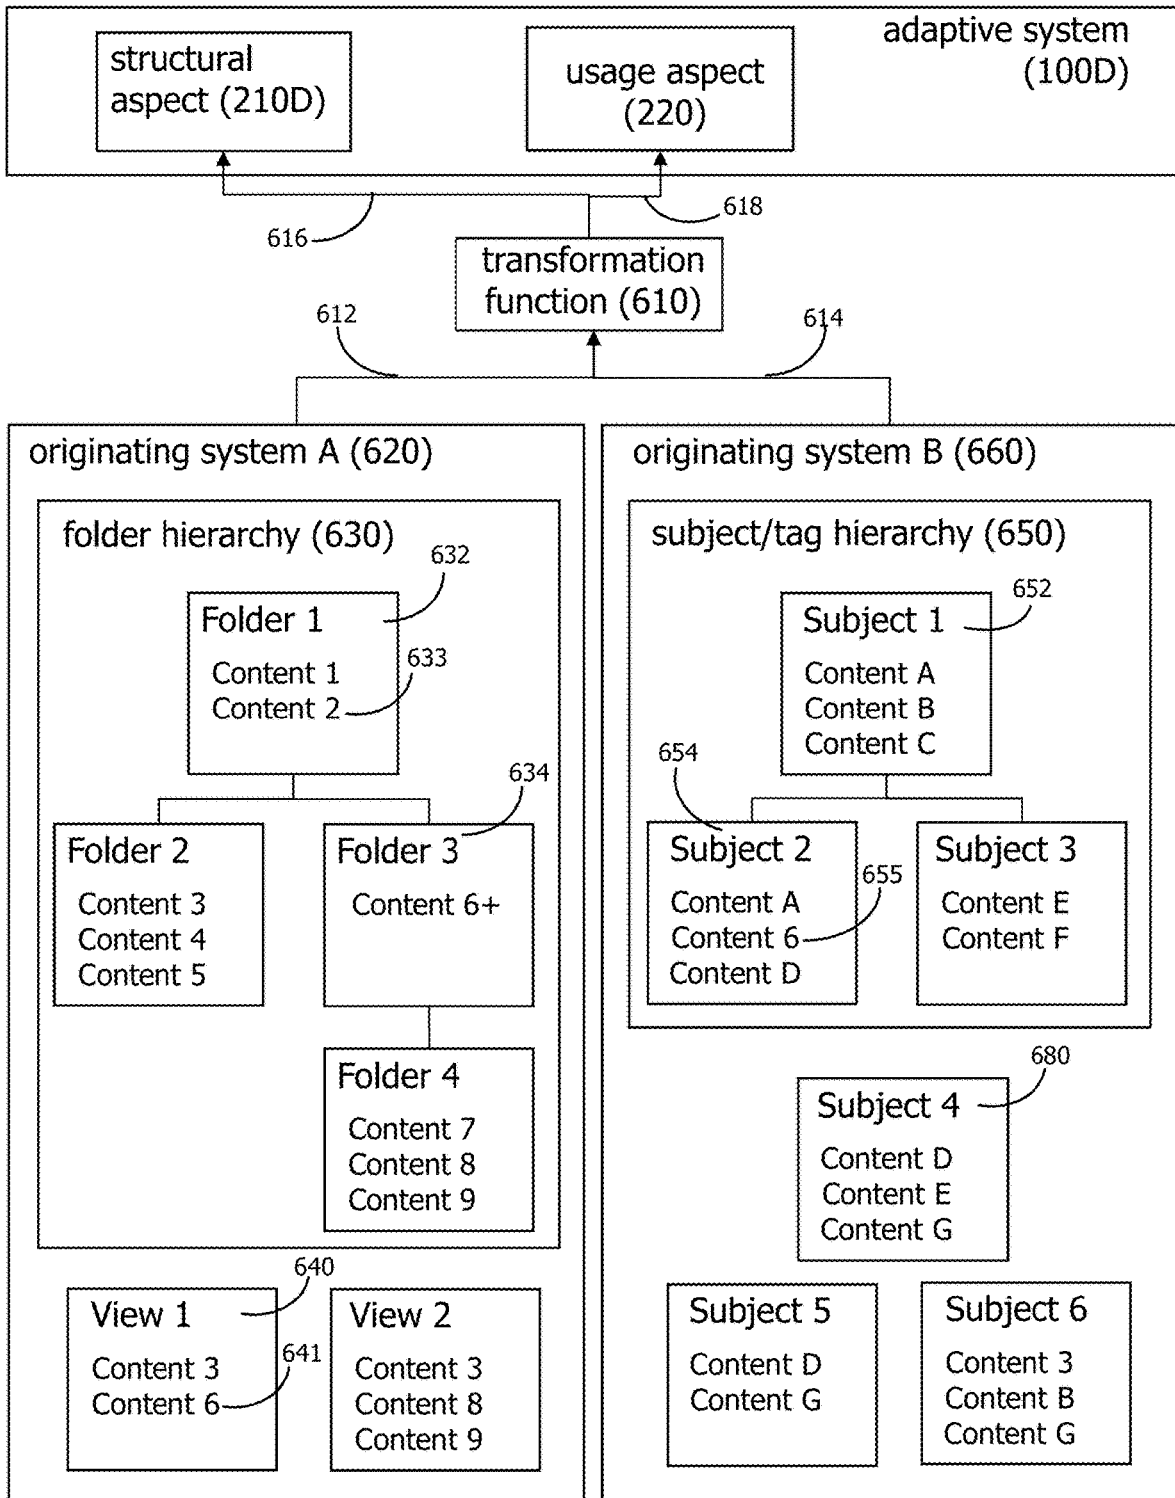 adaptive system
(100D)
structural
aspect (210D)
usage aspect
(220)
616
618
transformation
function (610)
612
614
originating system A (620)
folder hierarchy (630)
632
Folder 1
Content 1
Content 2
633
634
Folder 2
Content 3
Content 4
Content 5
Folder 3
Content 6+
Folder 4
Content 7
Content 8
Content 9
640
View 1
Content 3
Content 6
641
View 2
Content 3
Content 8
Content 9
originating system B (660)
subject/tag hierarchy (650)
652
Subject 1
Content A
Content B
Content C
654
Subject 2
Content A
Content 6
Content D
655
Subject 3
Content E
Content F
680
Subject 4
Content D
Content E
Content G
Subject 5
Content D
Content G
Subject 6
Content 3
Content B
Content G